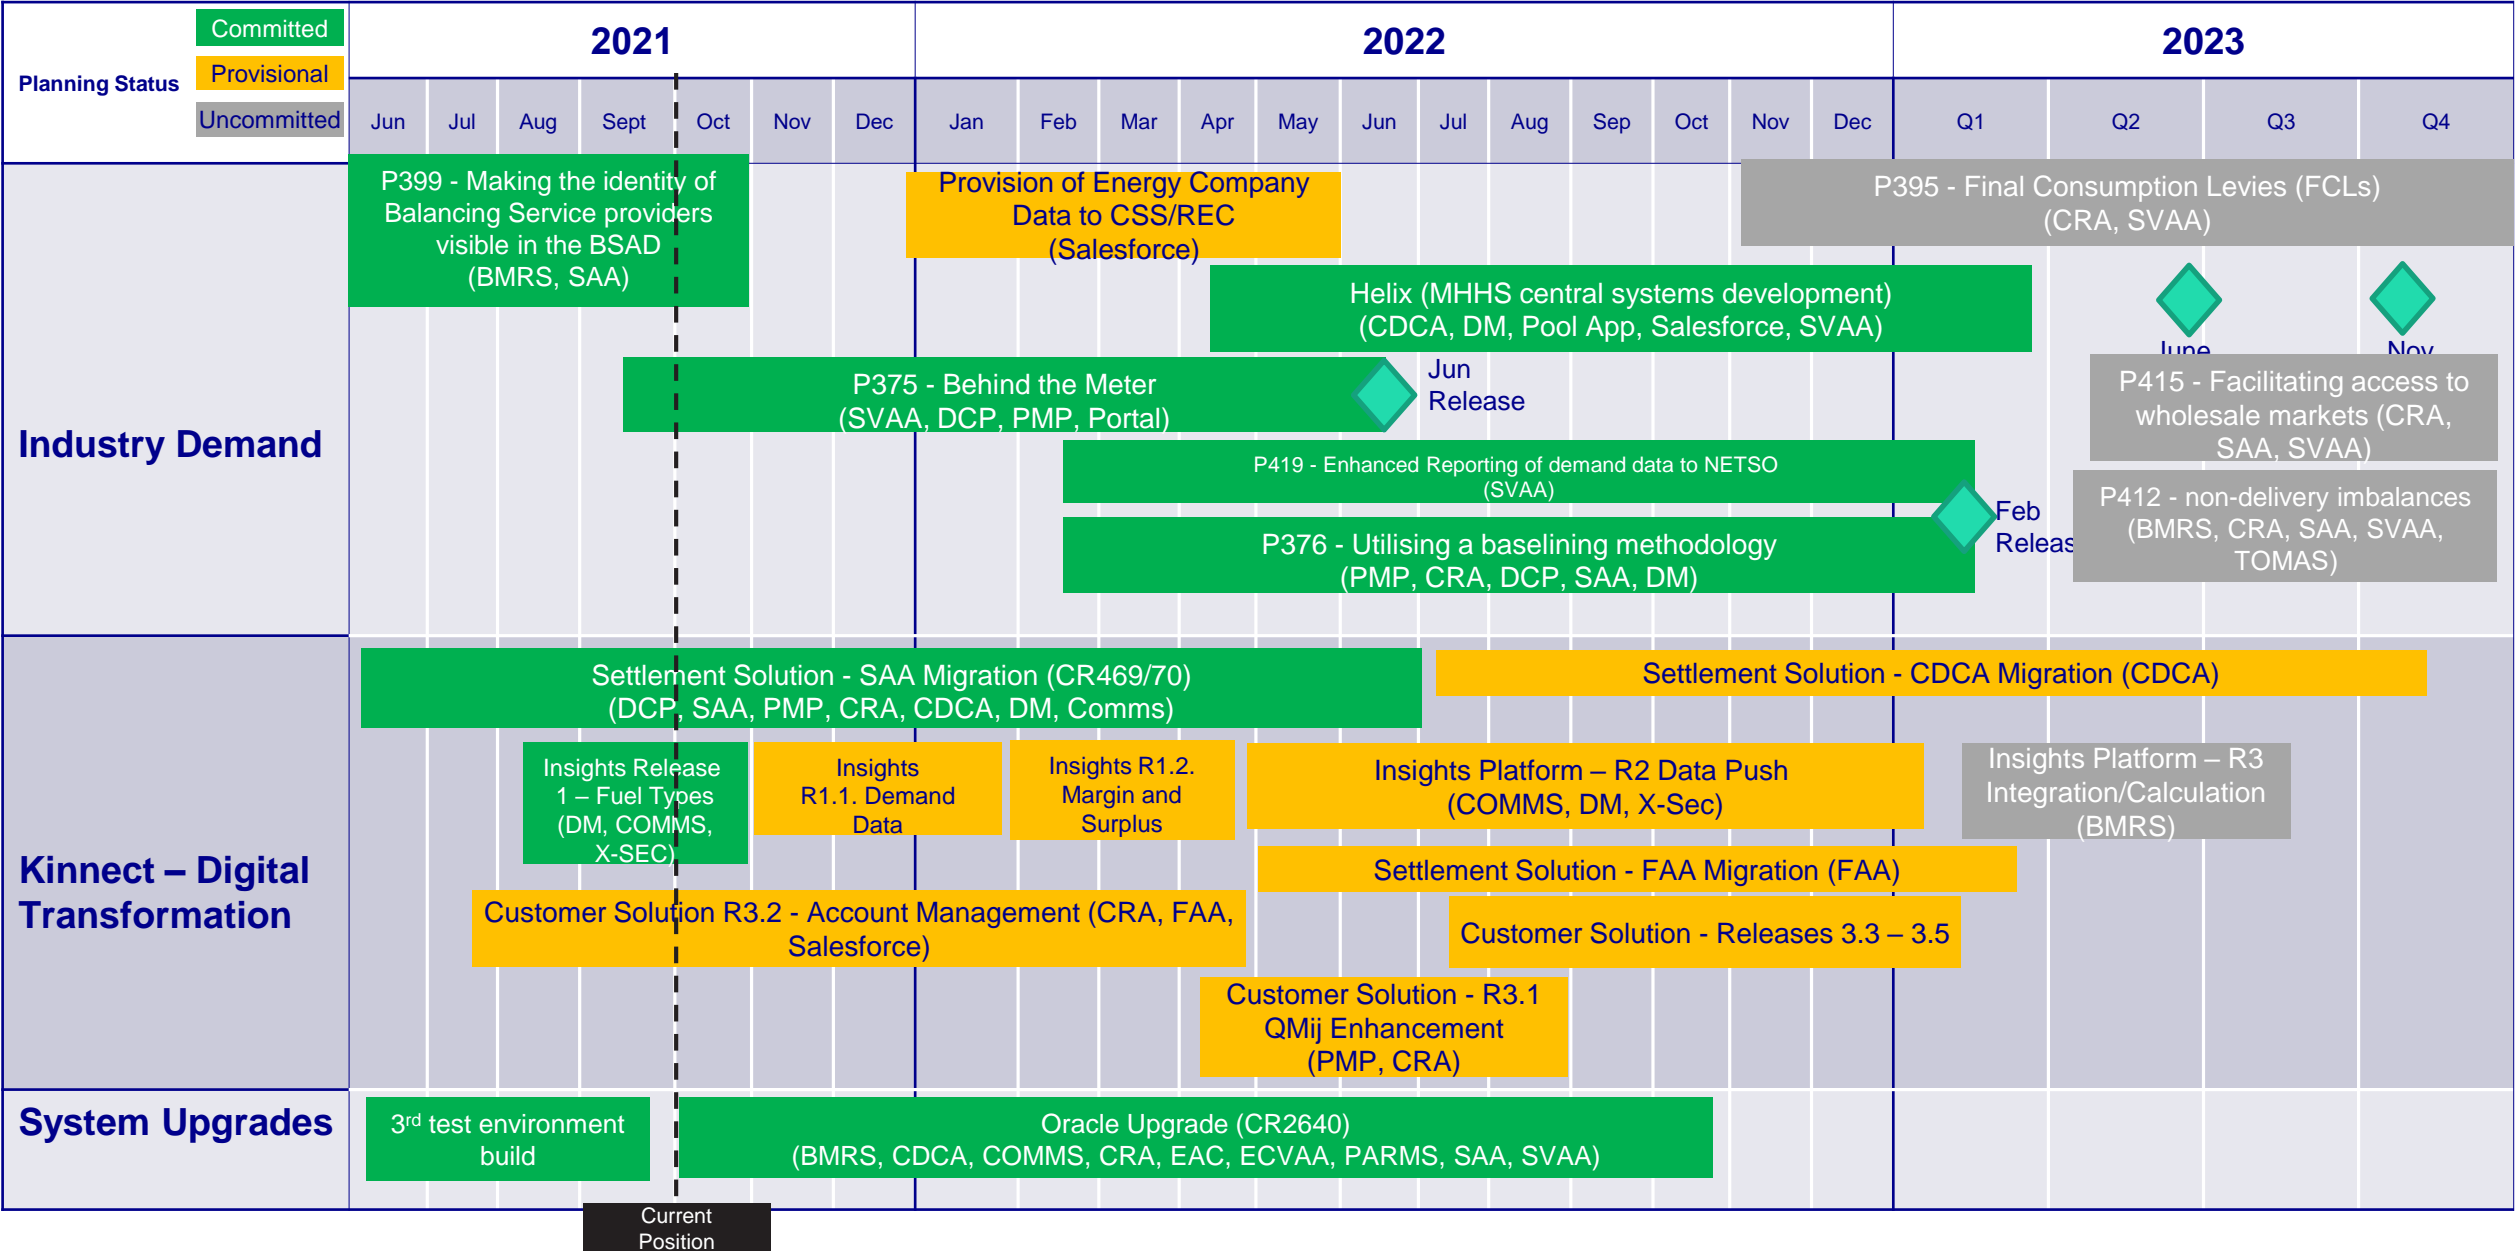 Planning Status
Committed
Provisional
Uncommitted
2021
2022
2023
Jun
Jul
Aug
Sept
Oct
Nov
Dec
Jan
Feb
Mar
Apr
May
Jun
Jul
Aug
Sep
Oct
Nov
Dec
Q1
Q2
Q3
Q4
Industry Demand
P399 - Making the identity of
Balancing Service providers
visible in the BSAD
(BMRS, SAA)
Provision of Energy Company
Data to CSS/REC
(Salesforce)
P395 - Final Consumption Levies (FCLs)
(CRA, SVAA)
Helix (MHHS central systems development)
(CDCA, DM, Pool App, Salesforce, SVAA)
June
Nov
P375 - Behind the Meter
(SVAA, DCP, PMP, Portal)
Jun
Release
P415 - Facilitating access to
wholesale markets (CRA,
SAA, SVAA)
P419 - Enhanced Reporting of demand data to NETSO
(SVAA)
P376 - Utilising a baselining methodology
(PMP, CRA, DCP, SAA, DM)
Feb
Releas
P412 - non-delivery imbalances
(BMRS, CRA, SAA, SVAA,
TOMAS)
Kinnect – Digital
Transformation
Settlement Solution - SAA Migration (CR469/70)
(DCP, SAA, PMP, CRA, CDCA, DM, Comms)
Settlement Solution - CDCA Migration (CDCA)
Insights Release
1 – Fuel Types
(DM, COMMS,
X-SEC)
Insights
R1.1. Demand
Data
Insights R1.2.
Margin and
Surplus
Insights Platform – R2 Data Push
(COMMS, DM, X-Sec)
Insights Platform – R3
Integration/Calculation
(BMRS)
Settlement Solution - FAA Migration (FAA)
Customer Solution R3.2 - Account Management (CRA, FAA,
Salesforce)
Customer Solution - Releases 3.3 – 3.5
Customer Solution - R3.1
QMij Enhancement
(PMP, CRA)
System Upgrades
3rd test environment
build
Oracle Upgrade (CR2640)
(BMRS, CDCA, COMMS, CRA, EAC, ECVAA, PARMS, SAA, SVAA)
Current
Position